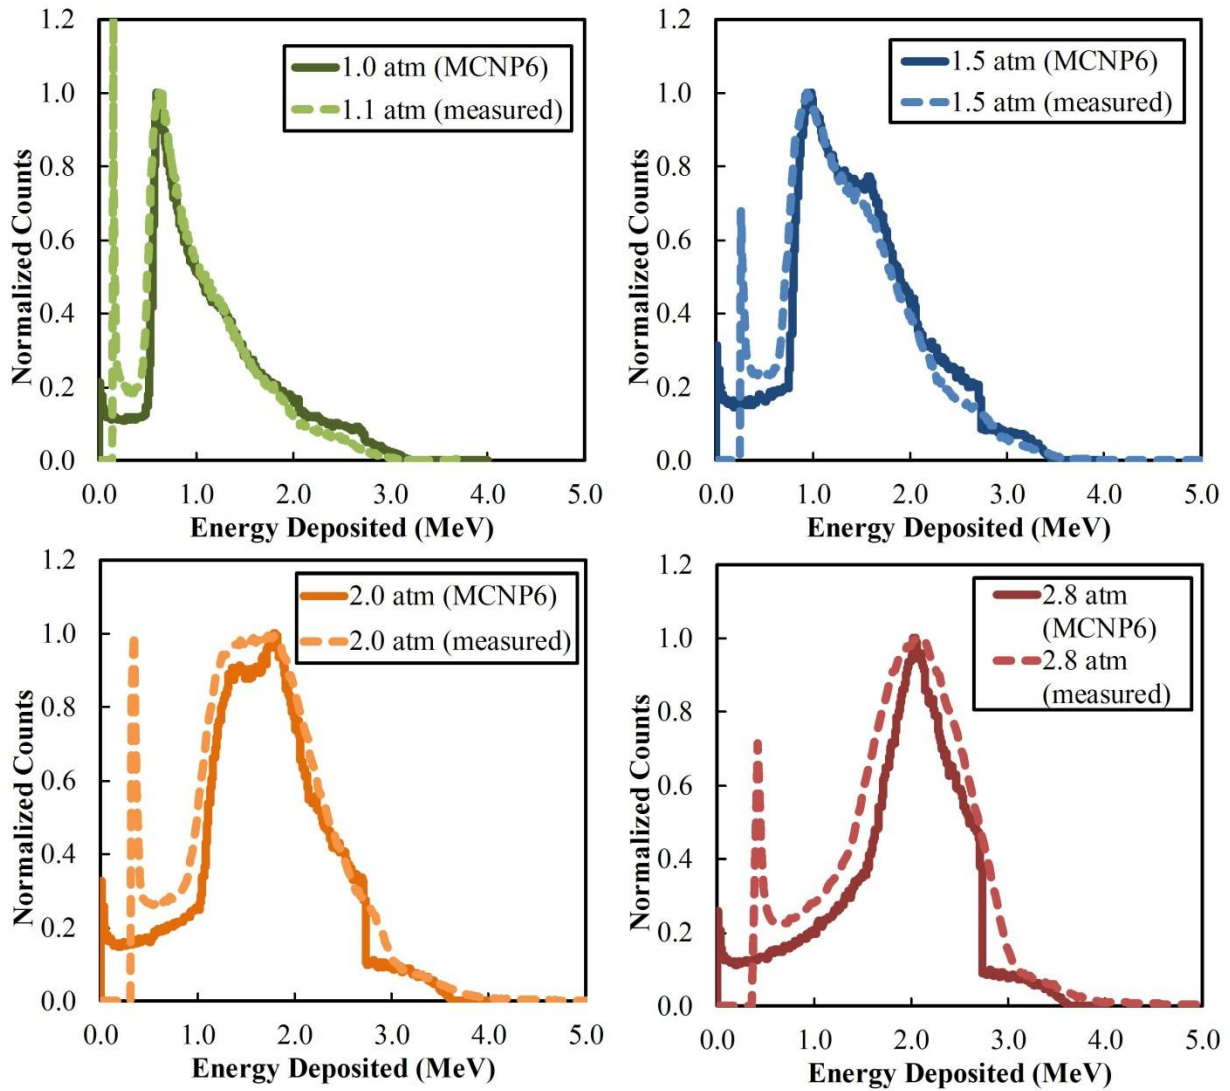 1.2
1.0
0.8
0.6
0.4
0.2
0.0
Normalized Counts
1.0 atm (MCNP6)
1.1 atm (measured)
0.0 1.0 2.0 3.0 4.0 5.0
Energy Deposited (MeV)
1.2
1.0
0.8
0.6
0.4
0.2
0.0
Normalized Counts
1.5 atm (MCNP6)
1.5 atm (measured)
0.0 1.0 2.0 3.0 4.0 5.0
Energy Deposited (MeV)
1.2
1.0
0.8
0.6
0.4
0.2
0.0
Normalized Counts
2.0 atm (MCNP6)
2.0 atm (measured)
0.0 1.0 2.0 3.0 4.0 5.0
Energy Deposited (MeV)
1.2
1.0
0.8
0.6
0.4
0.2
0.0
Normalized Counts
2.8 atm
(MCNP6)
2.8 atm
(measured)
0.0 1.0 2.0 3.0 4.0 5.0
Energy Deposited (MeV)